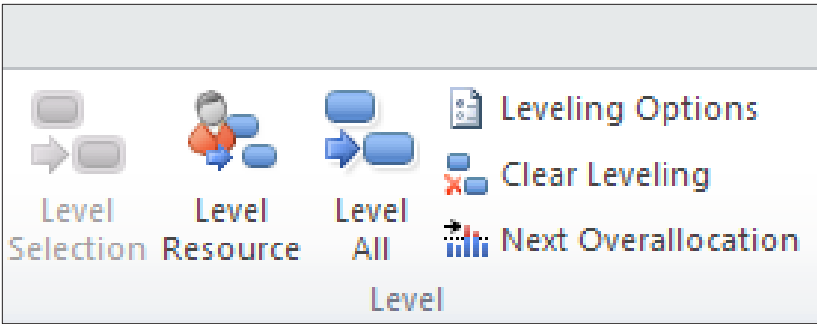 Level
Selection
Level
Resource
Level
All
Leveling Options
Clear Leveling
Next Overallocation
Level